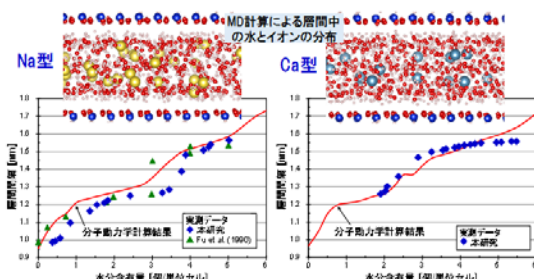 MD計算による層間中
の水とイオンの分布
Na型
Ca型
層間間隔 [nm]
1.8
1.7
1.6
1.5
1.4
1.3
1.2
1.1
1.0
0.9
0 1 2 3 4 5 6
水分含有量 [個/単位セル]
分子動力学計算結果
実測データ
本研究
Fu et al.(1990)
層間間隔 [nm]
1.8
1.7
1.6
1.5
1.4
1.3
1.2
1.1
1.0
0.9
0 1 2 3 4 5 6
水分含有量 [個/単位セル]
分子動力学計算結果
実測データ
本研究